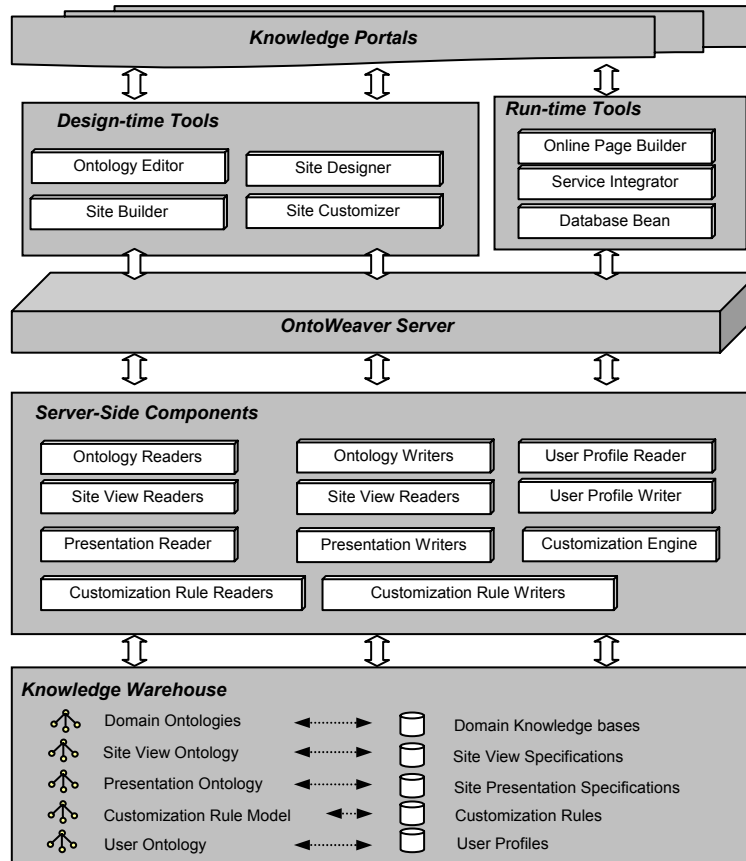 Knowledge Portals
Design-time Tools
Ontology Editor
Site Designer
Site Builder
Site Customizer
Run-time Tools
Online Page Builder
Service Integrator
Database Bean
OntoWeaver Server
Server-Side Components
Ontology Readers
Ontology Writers
User Profile Reader
Site View Readers
Site View Readers
User Profile Writer
Presentation Reader
Presentation Writers
Customization Engine
Customization Rule Readers
Customization Rule Writers
Knowledge Warehouse
Domain Ontologies
Domain Knowledge bases
Site View Ontology
Site View Specifications
Presentation Ontology
Site Presentation Specifications
Customization Rule Model
Customization Rules
User Ontology
User Profiles